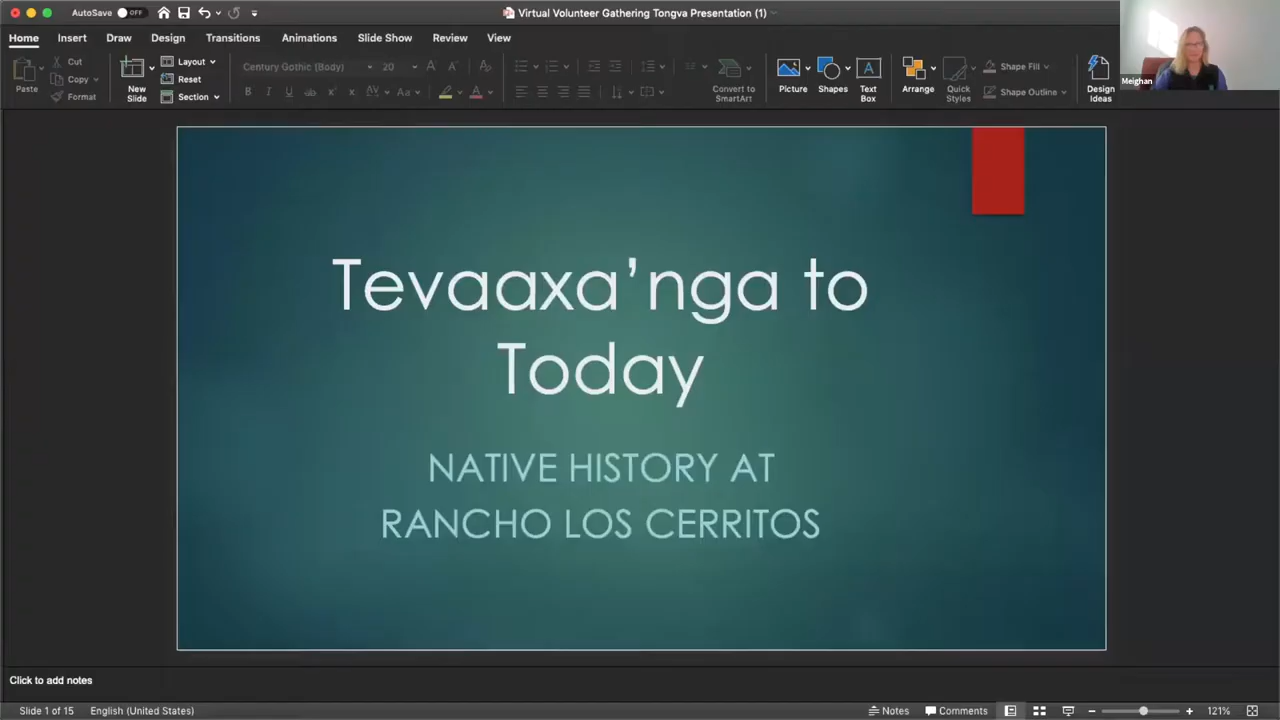 AutoSave OFF
Virtual Volunteer Gathering Tongva Presentation (1)
Home Insert Draw Design Transitions Animations Slide Show Review View
Paste
Cut
Copy
Format
New Slide
Layout
Reset
Section
Century Gothic (Body) 20
Convert to SmartArt
Picture
Shapes
Text Box
Arrange
Quick Styles
Shape Fill
Shape Outline
Design Ideas
Meighan
Tevaaxa’nga to
Today
NATIVE HISTORY AT
RANCHO LOS CERRITOS
Click to add notes
Slide 1 of 15 English (United States) Notes Comments 121%